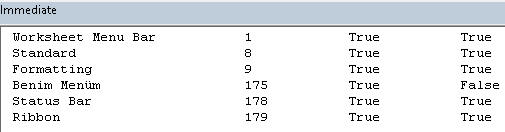 Immediate
Worksheet Menu Bar 1 True True
Standard 8 True True
Formatting 9 True True
Benim Menüm 175 True False
Status Bar 178 True True
Ribbon 179 True True